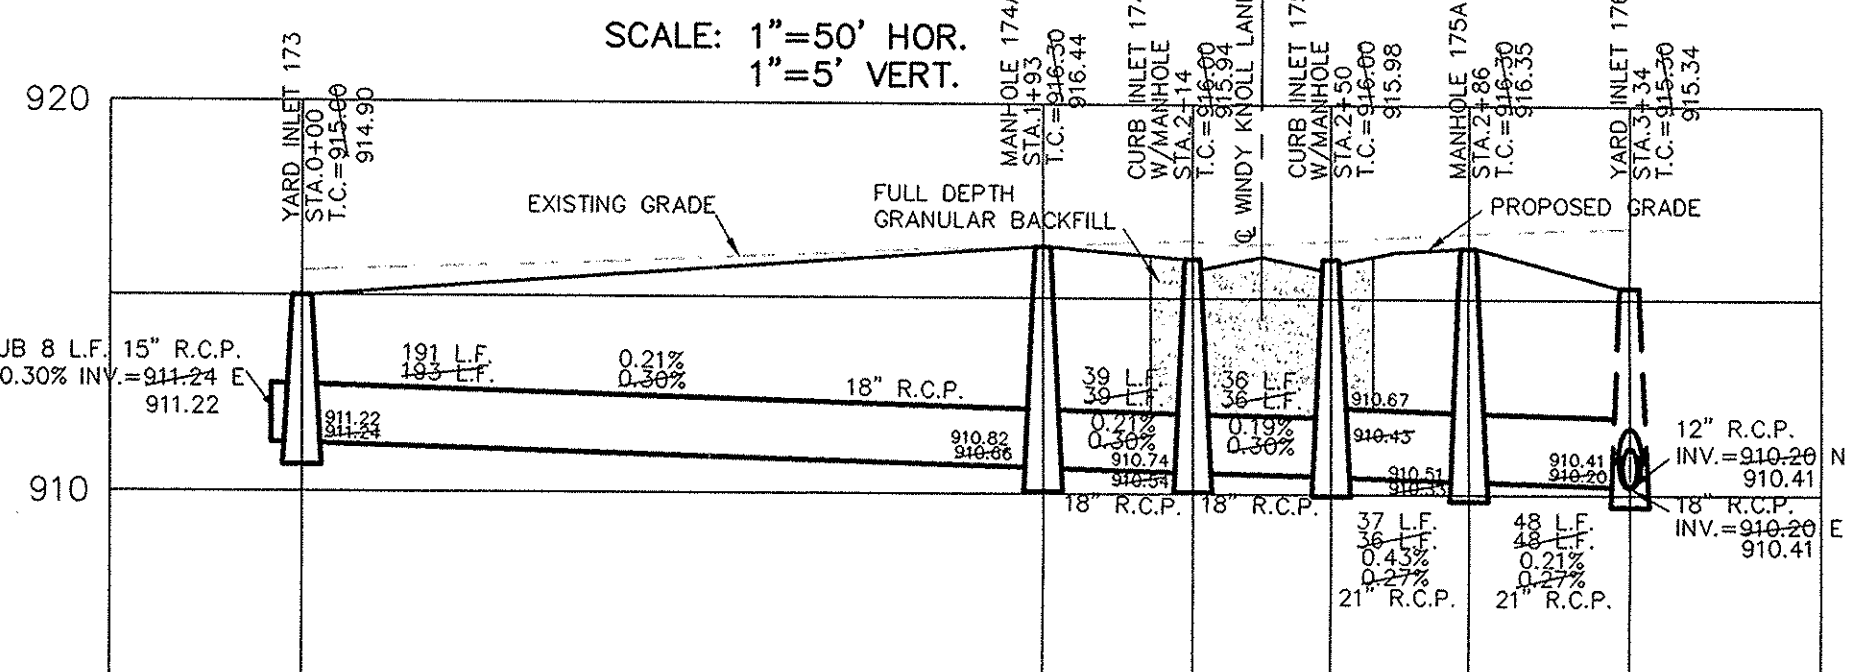 SCALE: 1"=50' HOR.
1"=5' VERT.
920
910
YARD INLET 173
STA.0+00
T.C.=915.00
914.90
MANHOLE 174A
STA.1+93
T.C.=916.30
916.44
CURB INLET
W/MANHOLE
STA.2+14
T.C.=916.00
915.94
℄ WINDY KNOLL
CURB INLET
W/MANHOLE
STA.2+50
T.C.=916.00
915.98
MANHOLE 175A
STA.2+86
T.C.=916.30
916.35
YARD INLET
STA.3+34
T.C.=915.30
915.34
EXISTING GRADE
FULL DEPTH
GRANULAR BACKFILL
PROPOSED GRADE
8 L.F. 15" R.C.P.
0.30% INV.=911.24 E
911.22
191 L.F.
193 L.F.
0.21%
0.30%
18" R.C.P.
911.22
911.24
910.82
910.66
39 L.F.
39 L.F.
0.21%
0.30%
910.74
910.54
18" R.C.P.
36 L.F.
36 L.F.
0.19%
0.30%
18" R.C.P.
910.67
910.43
910.51
910.33
37 L.F.
36 L.F.
0.43%
0.27%
21" R.C.P.
910.41
910.20
48 L.F.
48 L.F.
0.21%
0.27%
21" R.C.P.
12" R.C.P.
INV.=910.20 N
910.41
18" R.C.P.
INV.=910.20 E
910.41